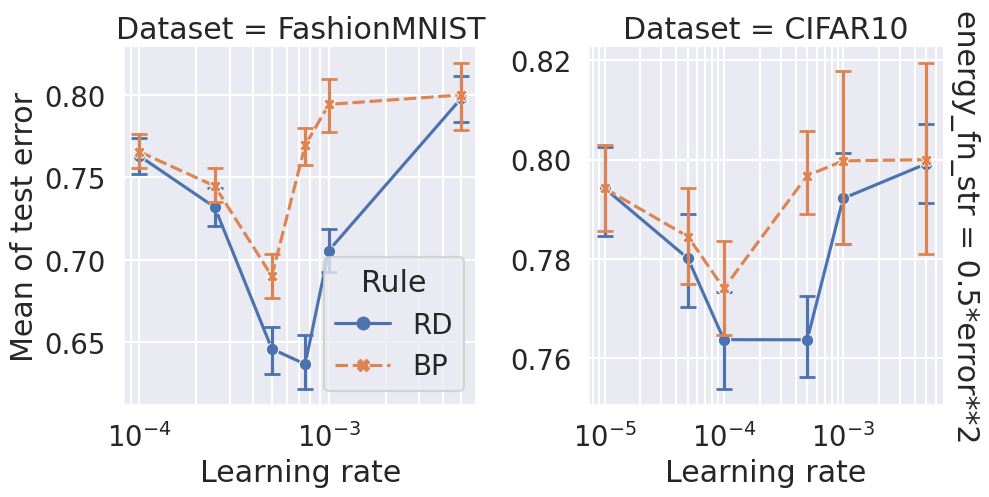 Dataset = FashionMNIST
Mean of test error
0.80
0.75
0.70
0.65
10⁻⁴
10⁻³
Learning rate
Rule
RD
BP
Dataset = CIFAR10
0.82
0.80
0.78
0.76
10⁻⁵
10⁻⁴
10⁻³
Learning rate
energy_fn_str = 0.5*error**2